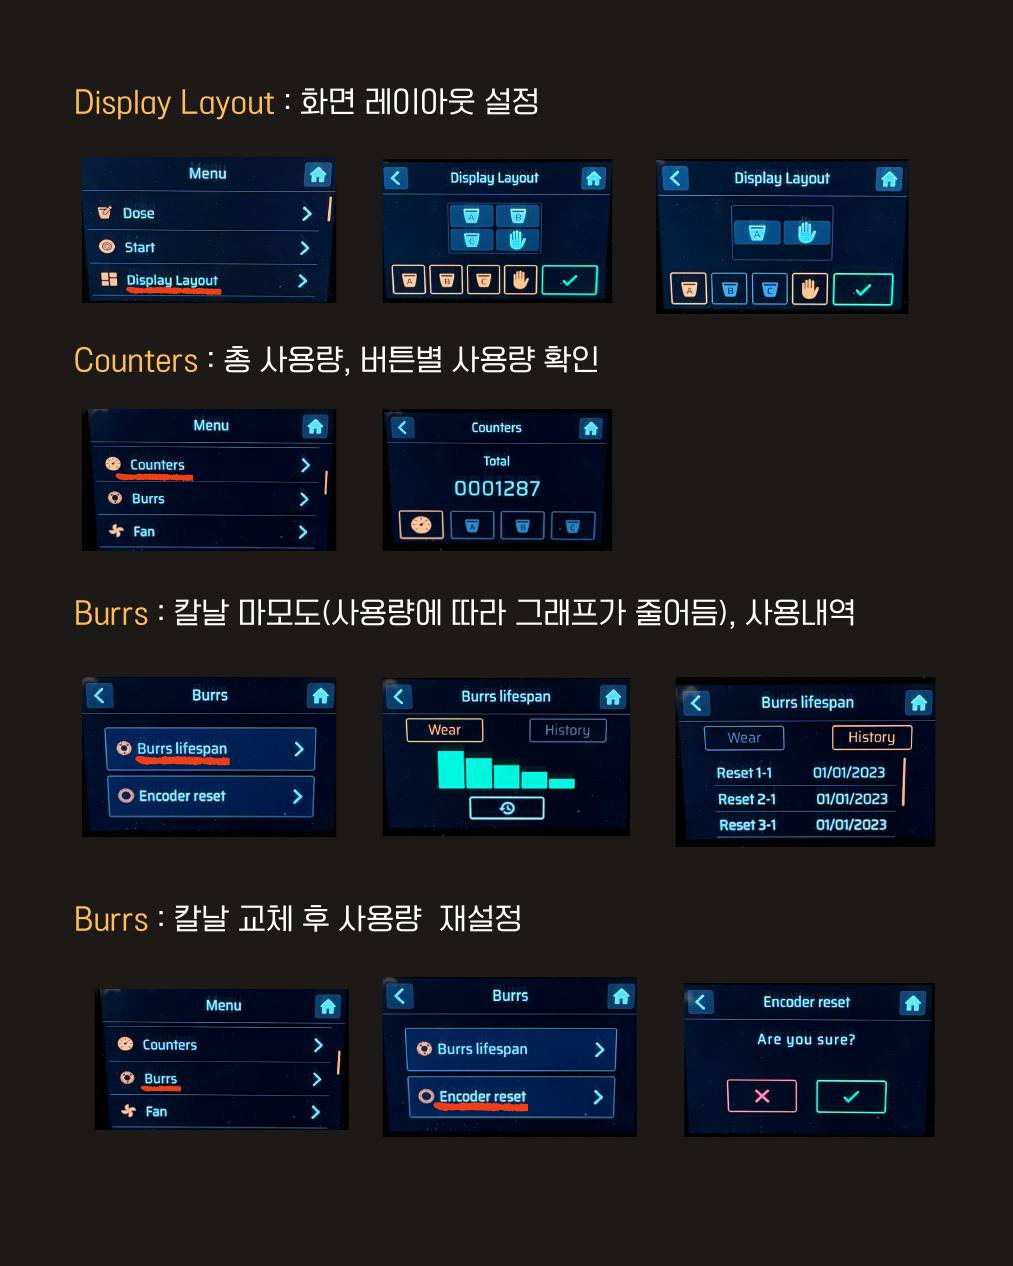 Display Layout : 화면 레이아웃 설정
Menu
Dose
Start
Display Layout
Display Layout
A B
C
A B C
Display Layout
A
A B C
Counters : 총 사용량, 버튼별 사용량 확인
Menu
Counters
Burrs
Fan
Counters
Total
0001287
A B C
Burrs : 칼날 마모도(사용량에 따라 그래프가 줄어듬), 사용내역
Burrs
Burrs lifespan
Encoder reset
Burrs lifespan
Wear History
Burrs lifespan
Wear History
Reset 1-1 01/01/2023
Reset 2-1 01/01/2023
Reset 3-1 01/01/2023
Burrs : 칼날 교체 후 사용량 재설정
Menu
Counters
Burrs
Fan
Burrs
Burrs lifespan
Encoder reset
Encoder reset
Are you sure?